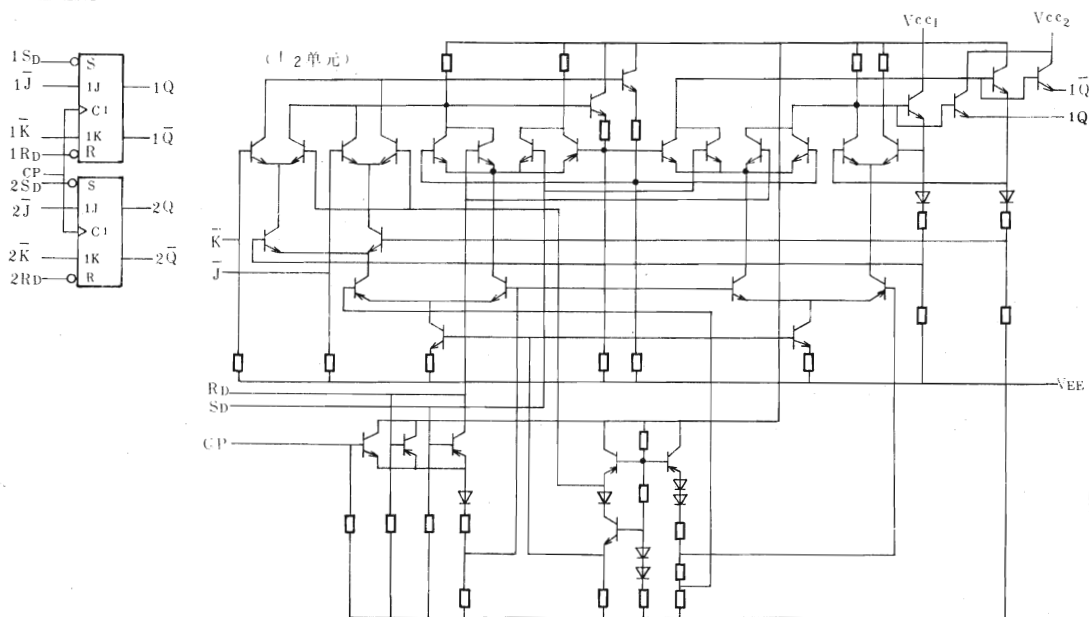 1S̄D
S
1J̄
1J
1Q
C1
1K̄
1K
1Q̄
1RD
R
CP
2SD
S
2J̄
1J
2Q
C1
2K̄
1K
2Q̄
2RD
R
(1/2单元)
Vcc1
Vcc2
1Q̄
1Q
K̄
J̄
RD
SD
CP
VEE